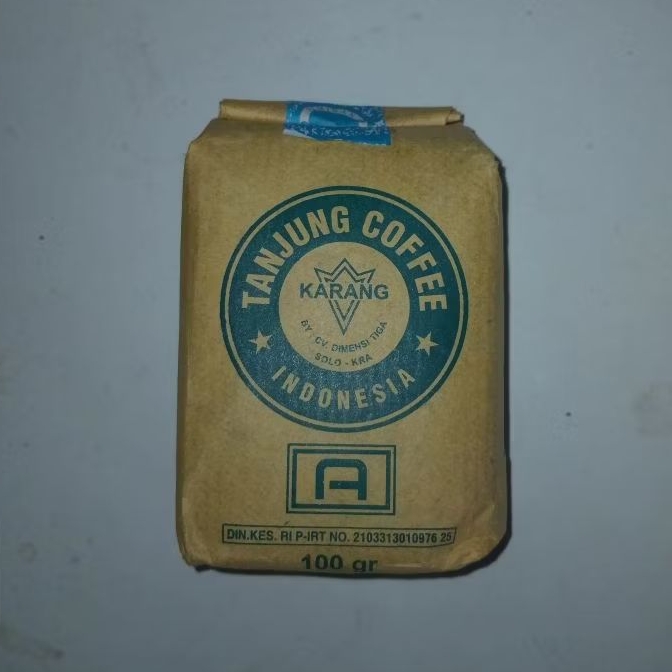 TANJUNG COFFEE
KARANG
BY : CV. DIMENSI TIGA
SOLO - KRA
INDONESIA
A
DIN.KES. RI P-IRT NO. 2103313010976 25
100 gr